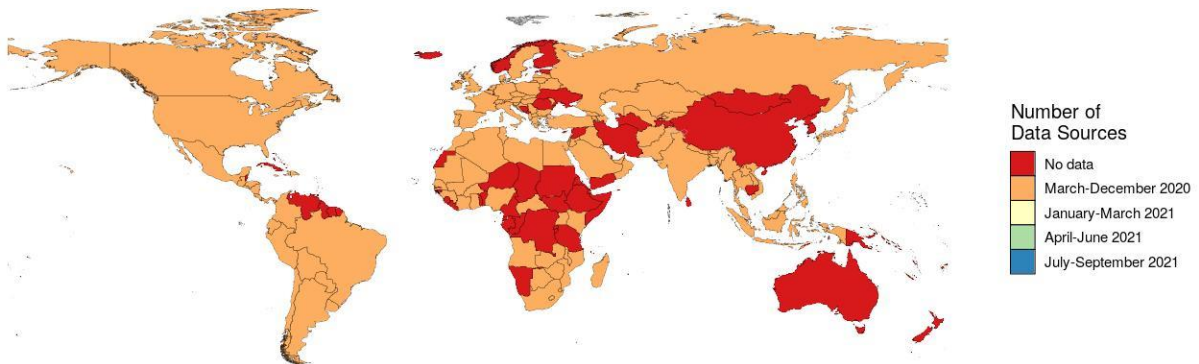 Number of
Data Sources
No data
March-December 2020
January-March 2021
April-June 2021
July-September 2021